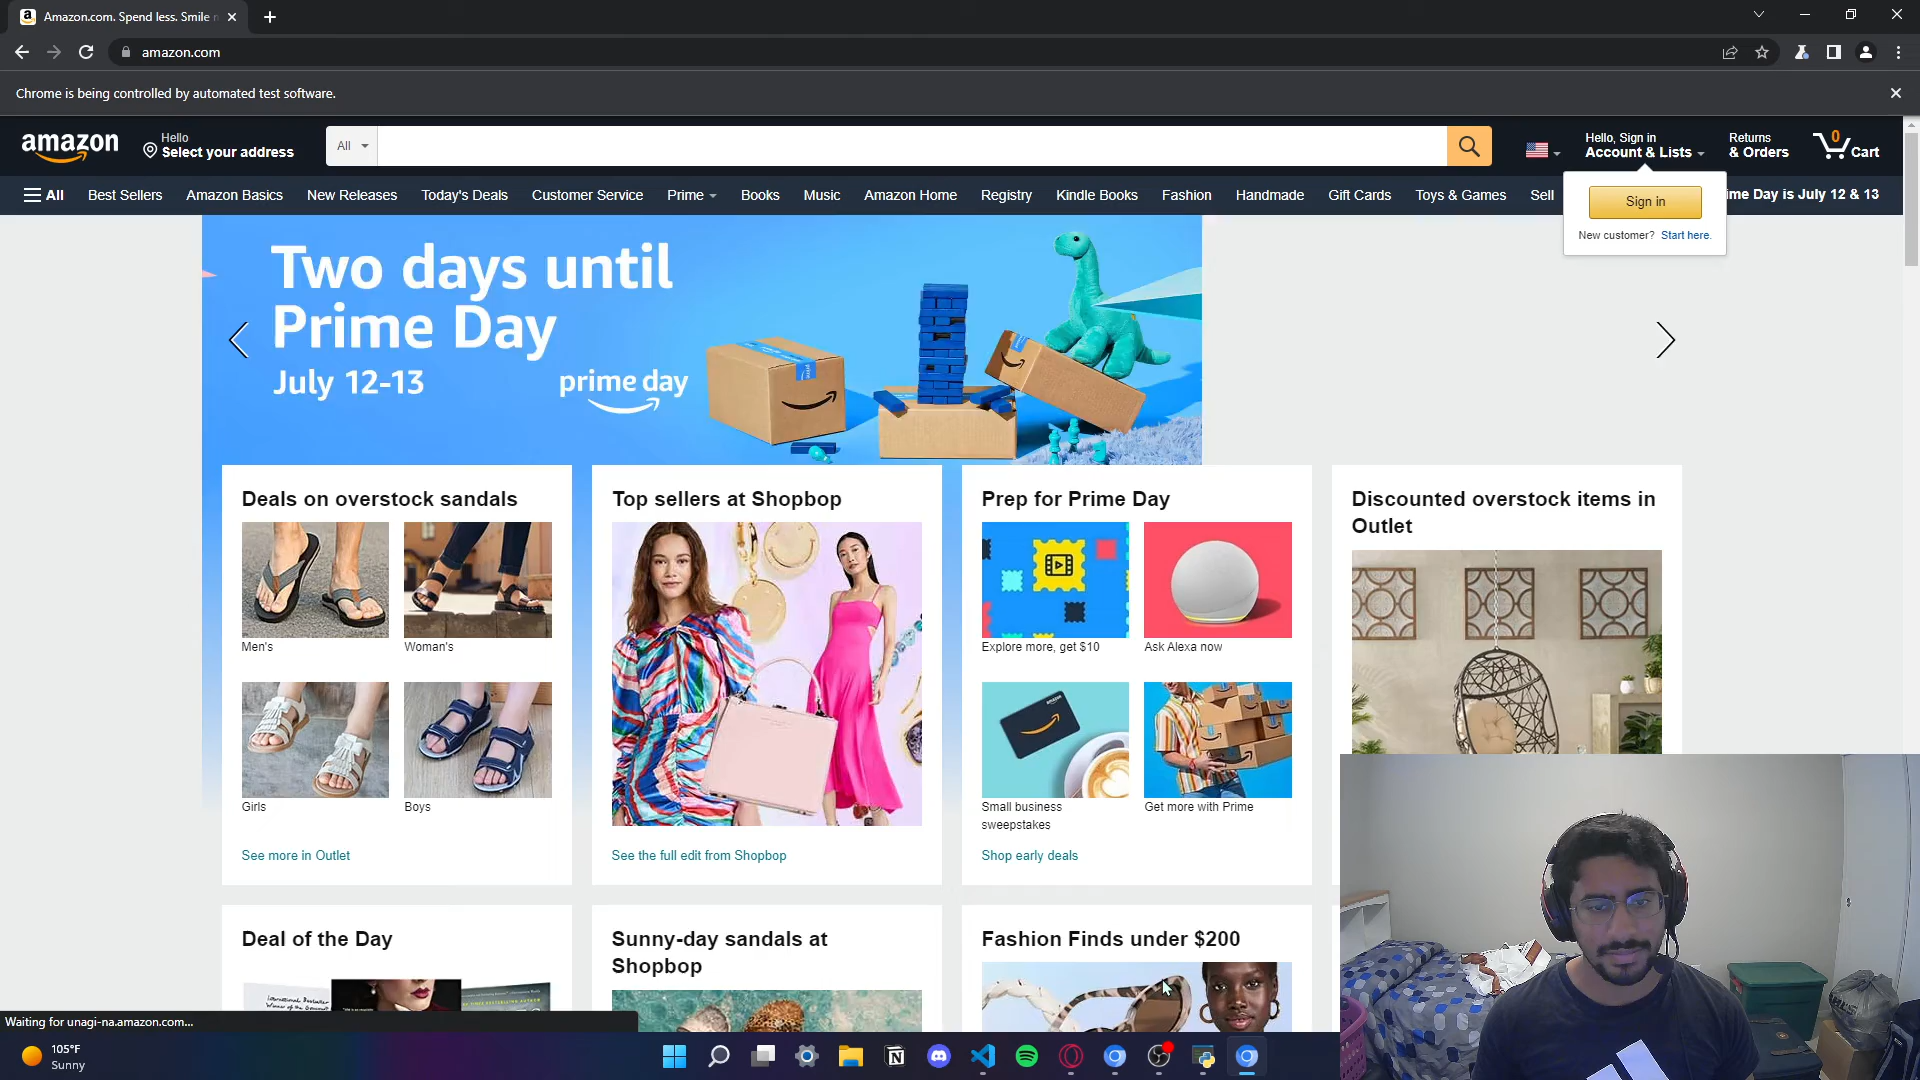 Amazon.com. Spend less. Smile
amazon.com
Chrome is being controlled by automated test software.
amazon
Hello
Select your address
All
Hello, Sign in
Account & Lists
Returns
& Orders
0
Cart
All
Best Sellers
Amazon Basics
New Releases
Today's Deals
Customer Service
Prime
Books
Music
Amazon Home
Registry
Kindle Books
Fashion
Handmade
Gift Cards
Toys & Games
Sell
ime Day is July 12 & 13
Sign in
New customer? Start here.
Two days until
Prime Day
July 12-13
prime day
Deals on overstock sandals
Men's
Woman's
Girls
Boys
See more in Outlet
Top sellers at Shopbop
See the full edit from Shopbop
Prep for Prime Day
Explore more, get $10
Ask Alexa now
Small business
sweepstakes
Get more with Prime
Shop early deals
Discounted overstock items in
Outlet
Deal of the Day
Sunny-day sandals at
Shopbop
Fashion Finds under $200
Waiting for unagi-na.amazon.com...
105°F
Sunny